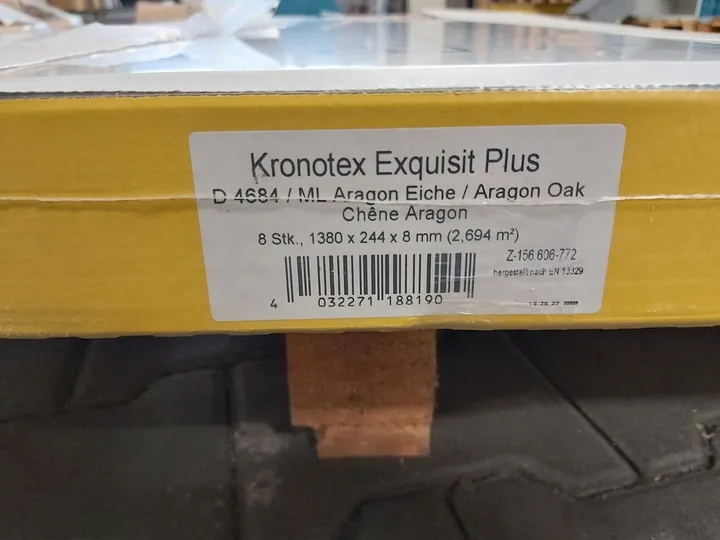 Kronotex Exquisit Plus
D 4684 / ML Aragon Eiche / Aragon Oak
Chêne Aragon
8 Stk., 1380 x 244 x 8 mm (2,694 m²)
Z-156.606-772
hergestellt nach EN 13329
4 032271 188190